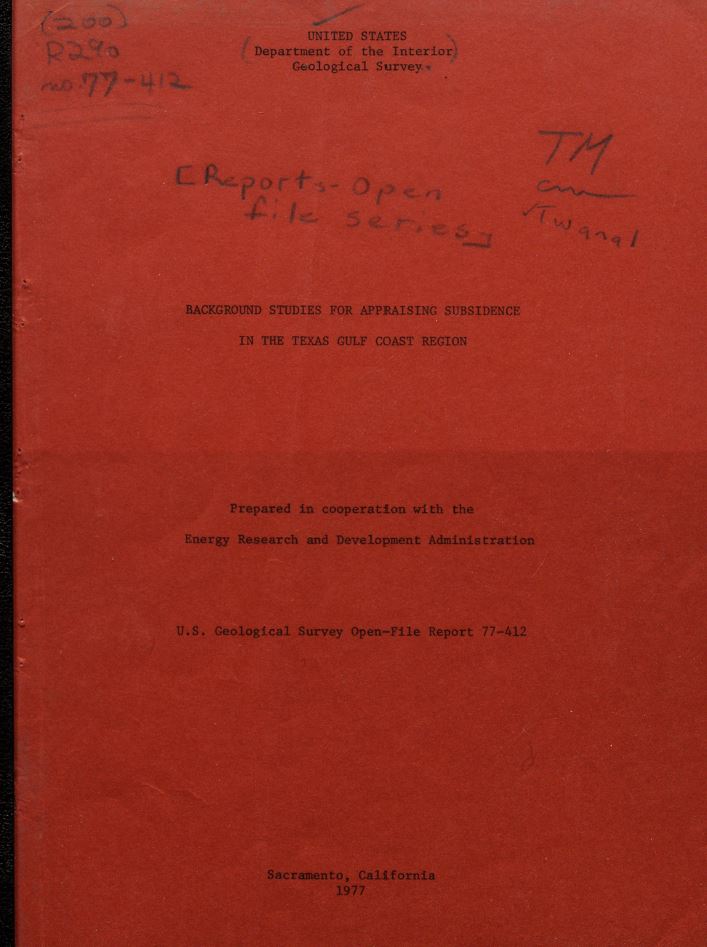 (200)
R290
no. 77-412
UNITED STATES
(Department of the Interior)
Geological Survey.
[Reports - Open
file series]
TM
BACKGROUND STUDIES FOR APPRAISING SUBSIDENCE
IN THE TEXAS GULF COAST REGION
Prepared in cooperation with the
Energy Research and Development Administration
U.S. Geological Survey Open-File Report 77-412
Sacramento, California
1977